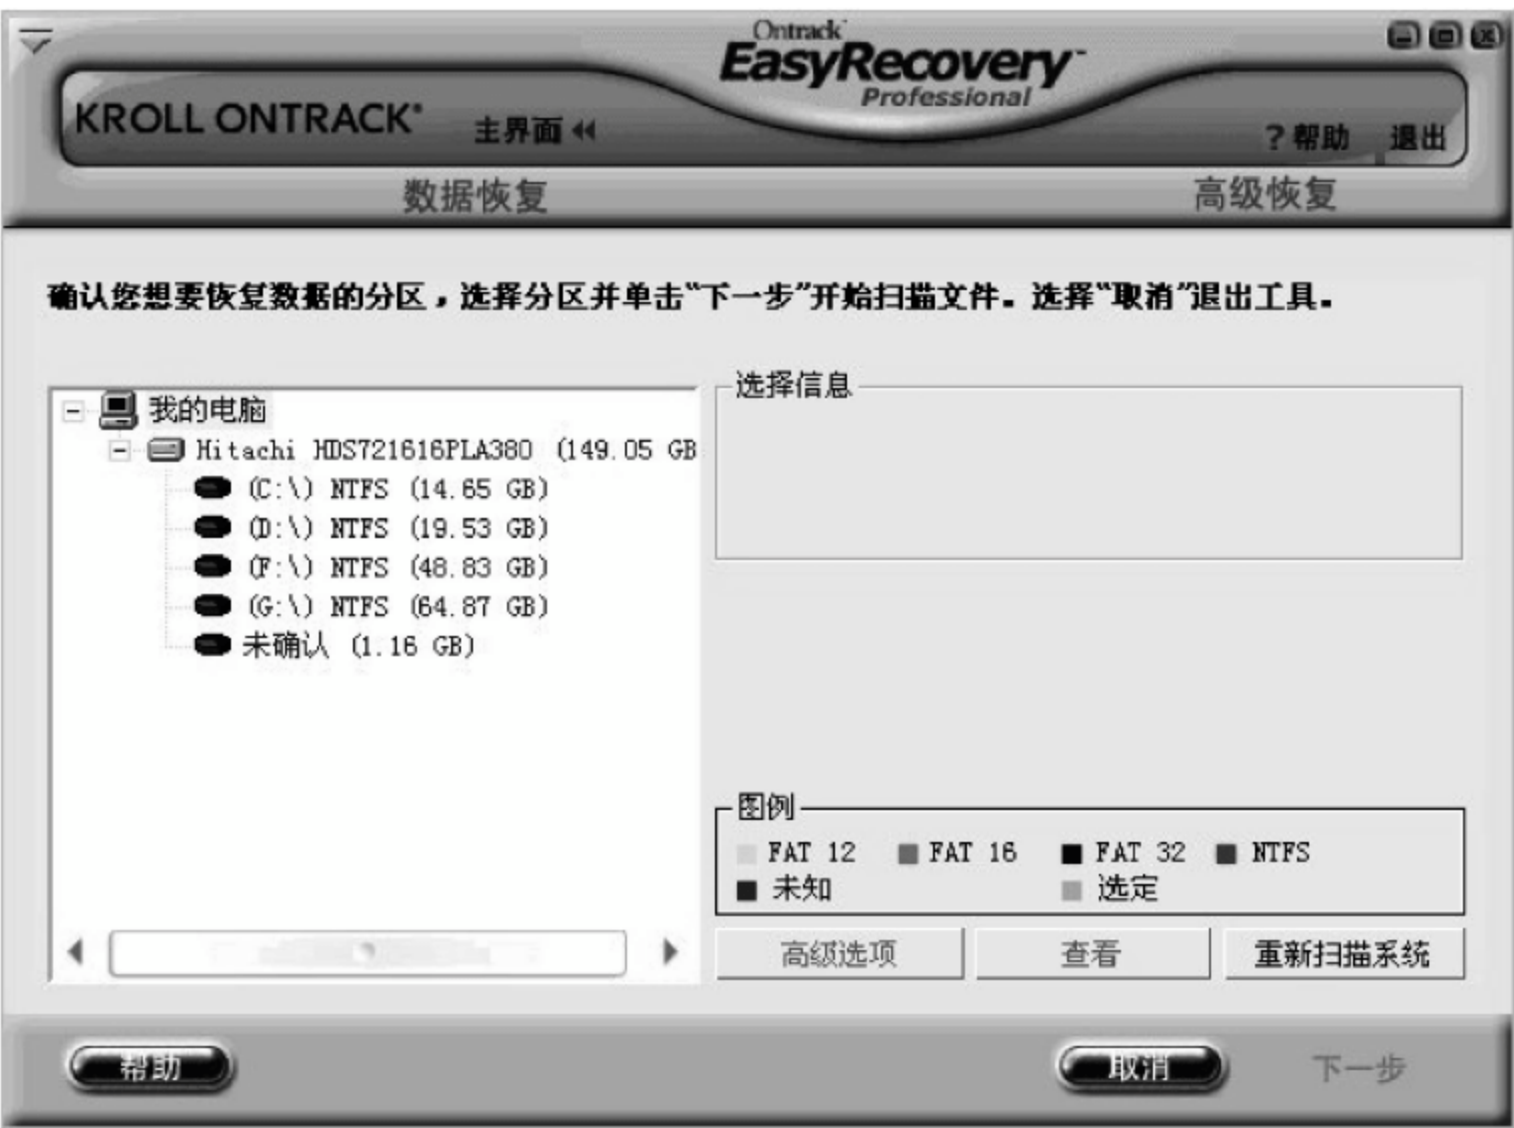 Ontrack
EasyRecovery™
Professional
KROLL ONTRACK®
主界面
?帮助 退出
数据恢复
高级恢复
确认您想要恢复数据的分区，选择分区并单击“下一步”开始扫描文件。选择“取消”退出工具。
我的电脑
Hitachi HDS721616PLA380 (149.05 GB
(C:\) NTFS (14.65 GB)
(D:\) NTFS (19.53 GB)
(F:\) NTFS (48.83 GB)
(G:\) NTFS (64.87 GB)
未确认 (1.16 GB)
选择信息
图例
FAT 12 FAT 16 FAT 32 NTFS
未知 选定
高级选项 查看 重新扫描系统
帮助 取消 下一步